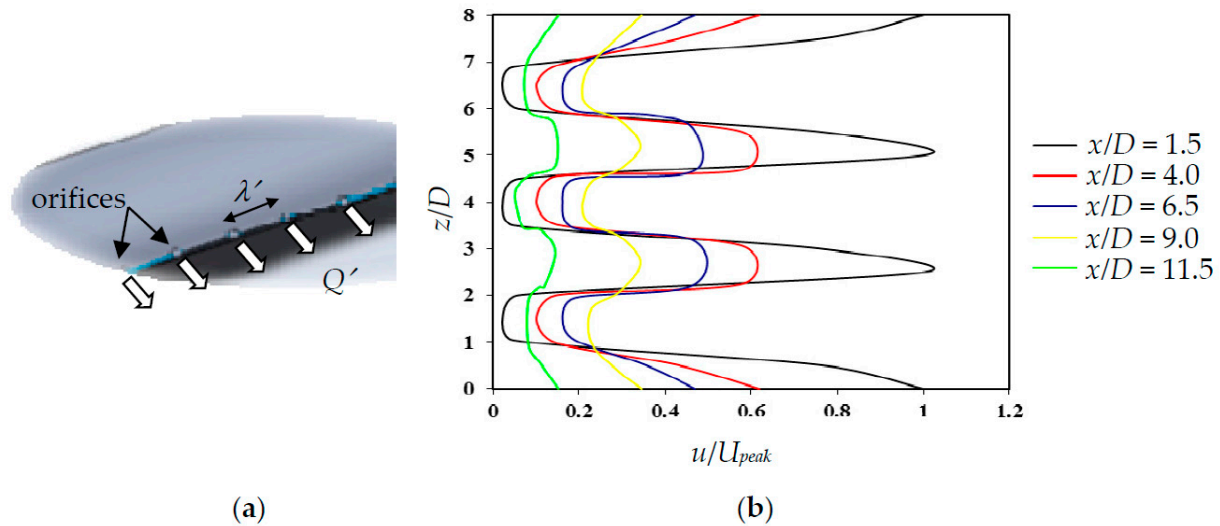 orifices
λ′
Q′
(a)
z/D
8
7
6
5
4
3
2
1
0
0 0.2 0.4 0.6 0.8 1 1.2
u/U_peak
x/D = 1.5
x/D = 4.0
x/D = 6.5
x/D = 9.0
x/D = 11.5
(b)